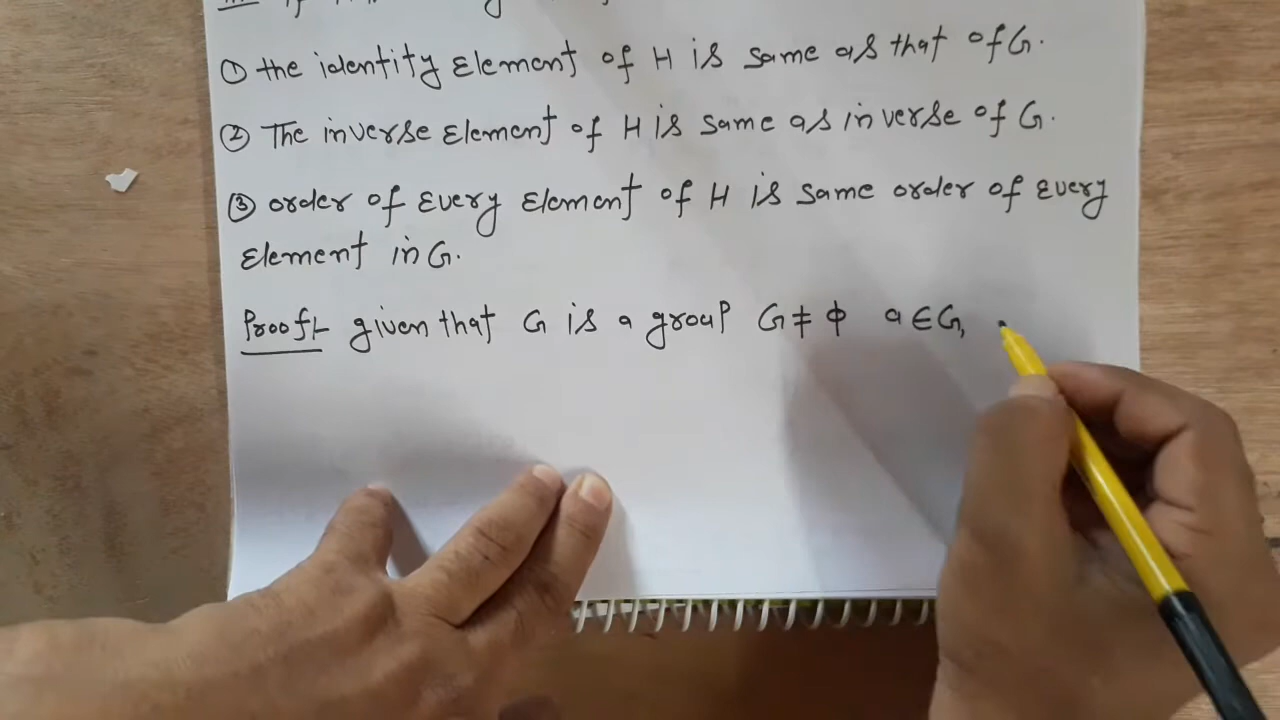 ① the identity Element of H is same as that of G.
② The inverse Element of H is same as inverse of G.
③ order of Every Element of H is same order of Every
Element in G.
Proof:- given that G is a group G ≠ ϕ a ∈ G,